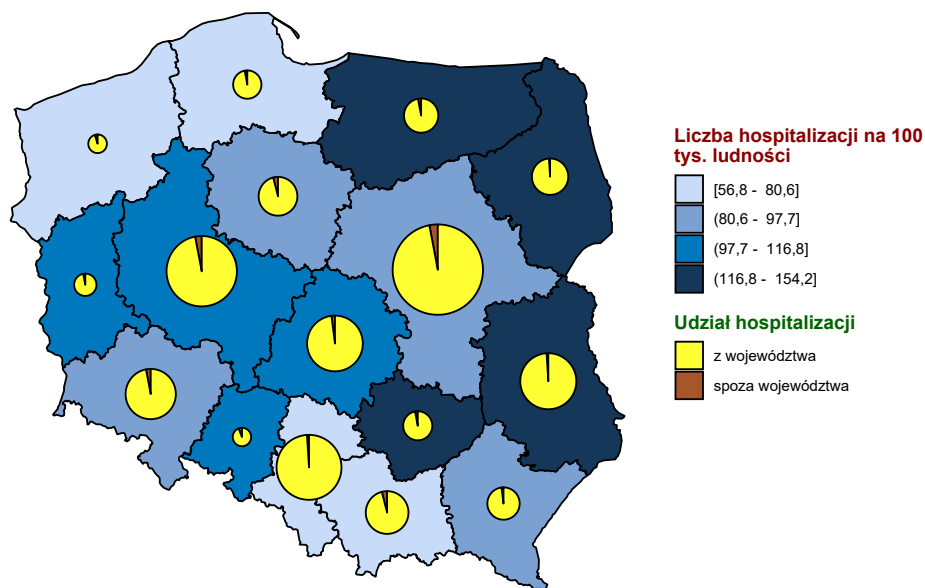 Liczba hospitalizacji na 100
tys. ludności
[56,8 - 80,6]
(80,6 - 97,7]
(97,7 - 116,8]
(116,8 - 154,2]
Udział hospitalizacji
z województwa
spoza województwa